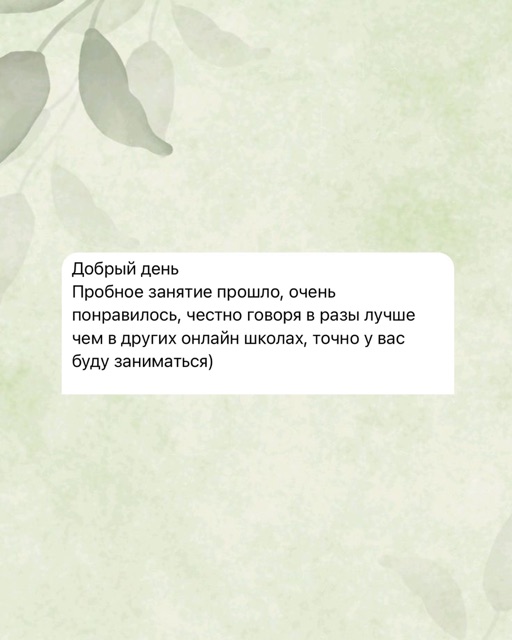 Добрый день
Пробное занятие прошло, очень
понравилось, честно говоря в разы лучше
чем в других онлайн школах, точно у вас
буду заниматься)